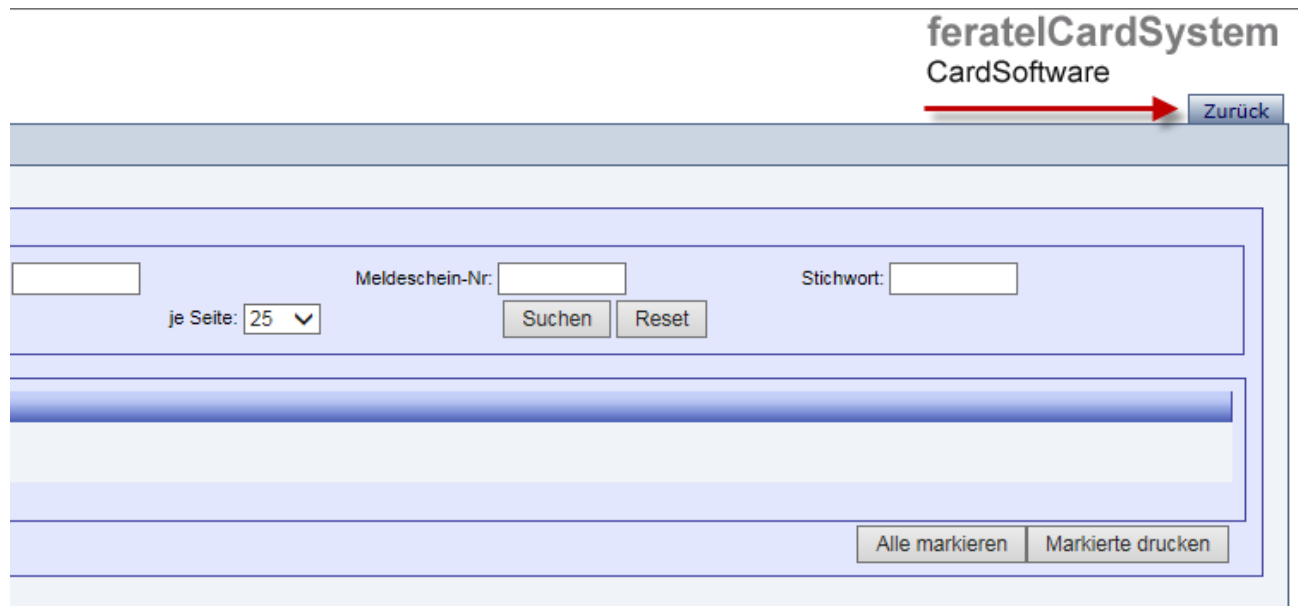 feratelCardSystem
CardSoftware
Zurück
Meldeschein-Nr: Stichwort:
je Seite: 25 Suchen Reset
Alle markieren Markierte drucken